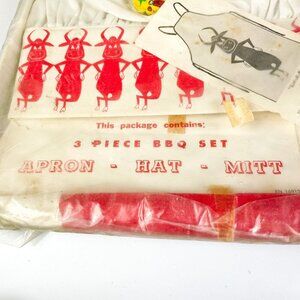 This package contains:
3 PIECE BBQ SET
APRON - HAT - MITT